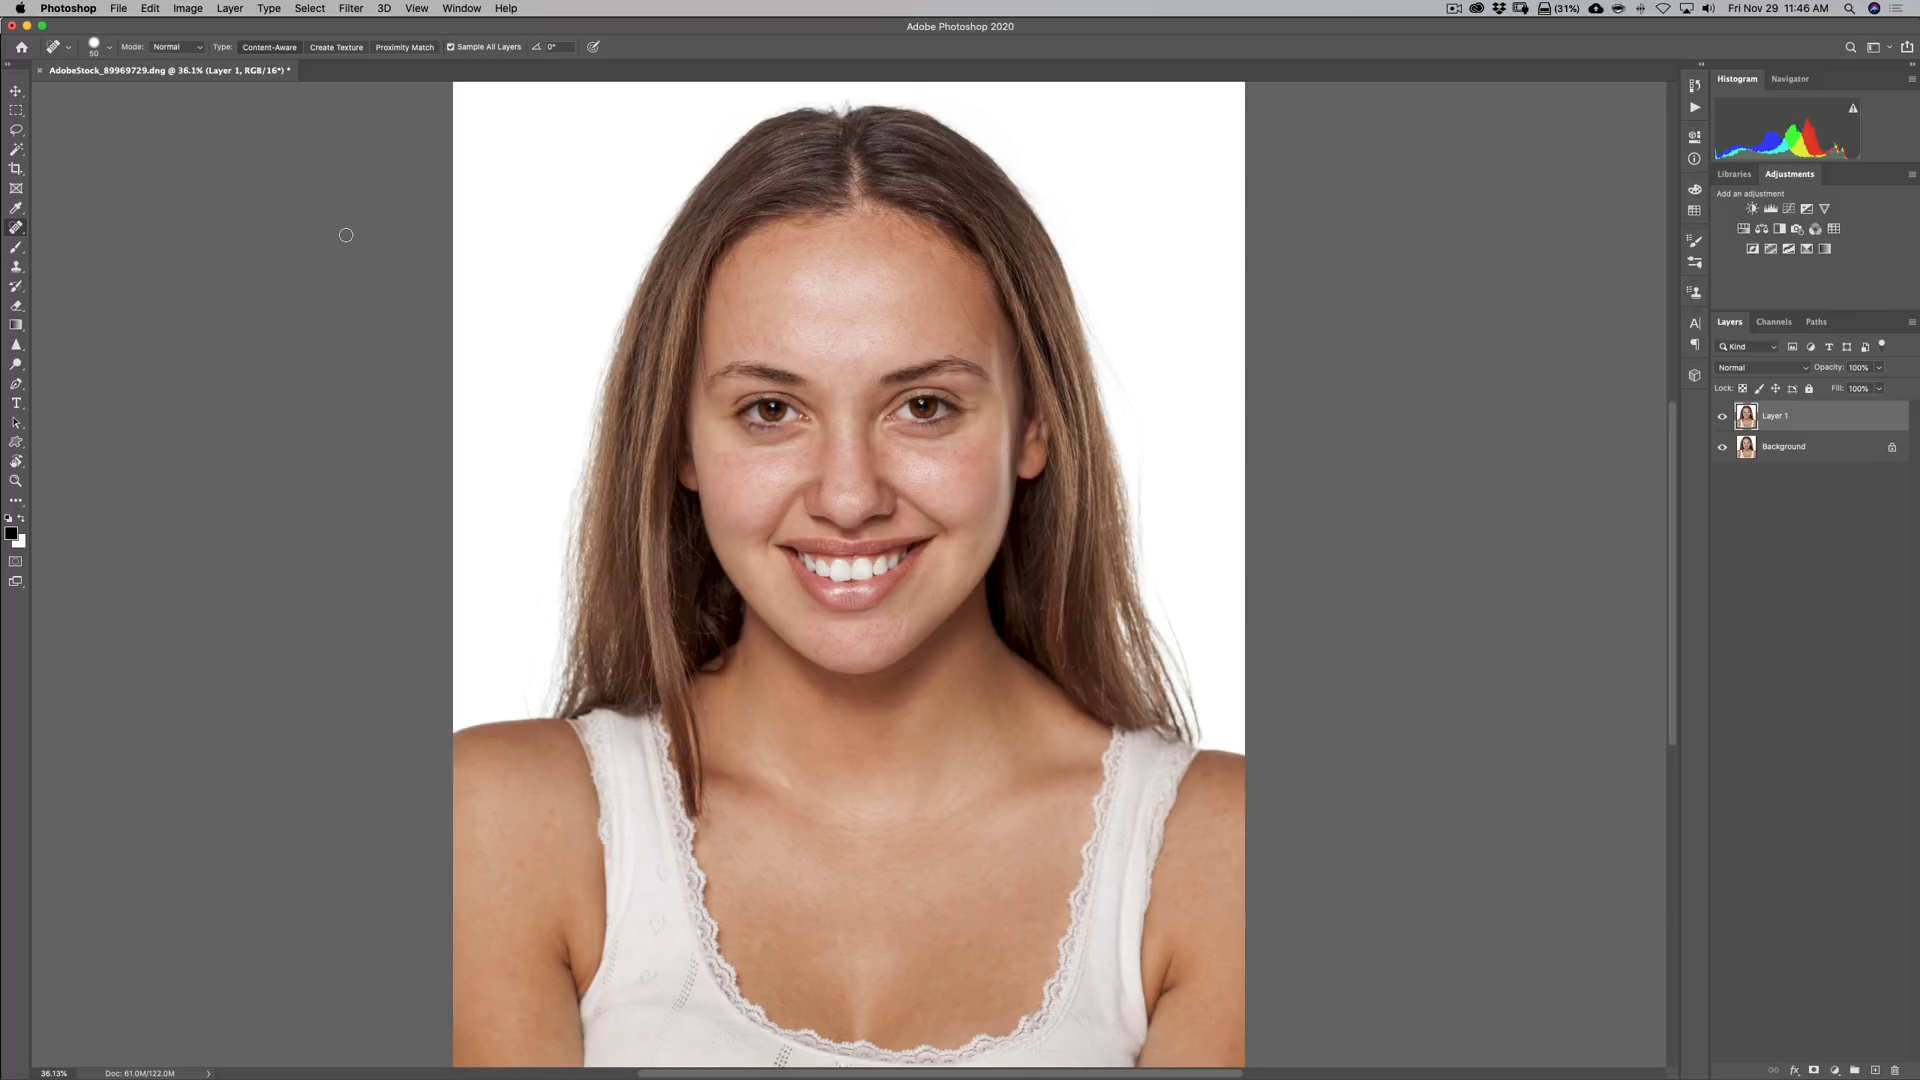 Photoshop File Edit Image Layer Type Select Filter 3D View Window Help (31%) Fri Nov 29 11:46 AM
Adobe Photoshop 2020
50 Mode: Normal Type: Content-Aware Create Texture Proximity Match Sample All Layers 0°
× AdobeStock_89969729.dng @ 36.1% (Layer 1, RGB/16*) *
Histogram Navigator
Libraries Adjustments
Add an adjustment
Layers Channels Paths
Kind
Normal Opacity: 100%
Lock: Fill: 100%
Layer 1
Background
36.13% Doc: 61.0M/122.0M